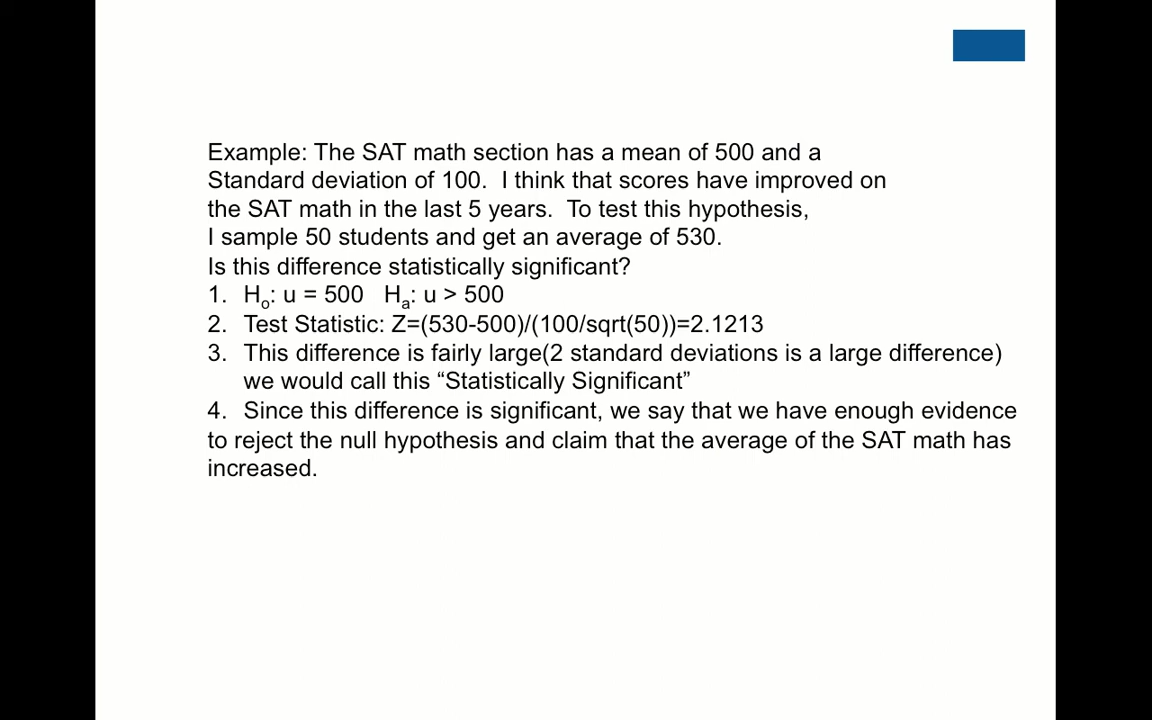 Example: The SAT math section has a mean of 500 and a
Standard deviation of 100.  I think that scores have improved on
the SAT math in the last 5 years.  To test this hypothesis,
I sample 50 students and get an average of 530.
Is this difference statistically significant?
1.  Ho: u = 500   Ha: u > 500
2.  Test Statistic: Z=(530-500)/(100/sqrt(50))=2.1213
3.  This difference is fairly large(2 standard deviations is a large difference)
we would call this “Statistically Significant”
4.  Since this difference is significant, we say that we have enough evidence
to reject the null hypothesis and claim that the average of the SAT math has
increased.